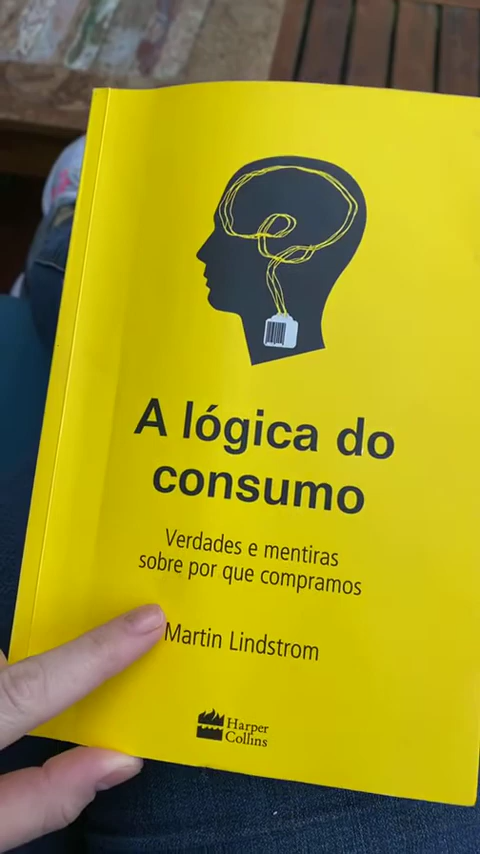 A lógica do
consumo
Verdades e mentiras
sobre por que compramos
Martin Lindstrom
Harper
Collins